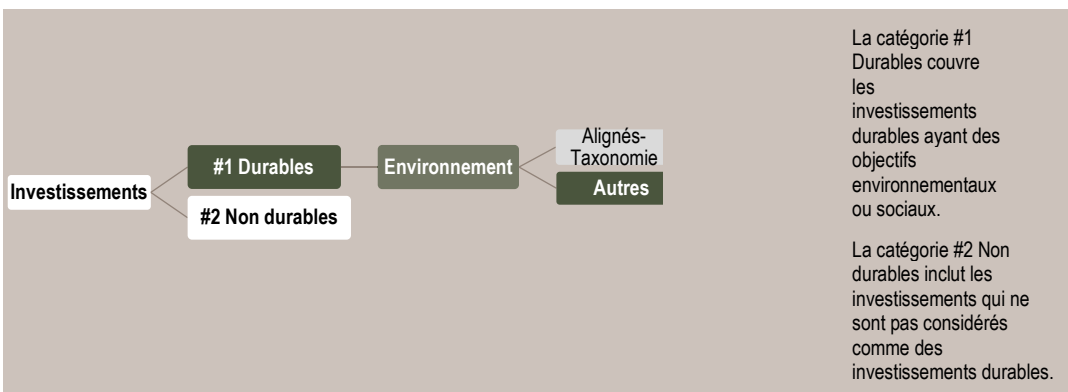 Investissements
#1 Durables
#2 Non durables
Environnement
Alignés-
Taxonomie
Autres
La catégorie #1
Durables couvre
les
investissements
durables ayant des
objectifs
environnementaux
ou sociaux.
La catégorie #2 Non
durables inclut les
investissements qui ne
sont pas considérés
comme des
investissements durables.